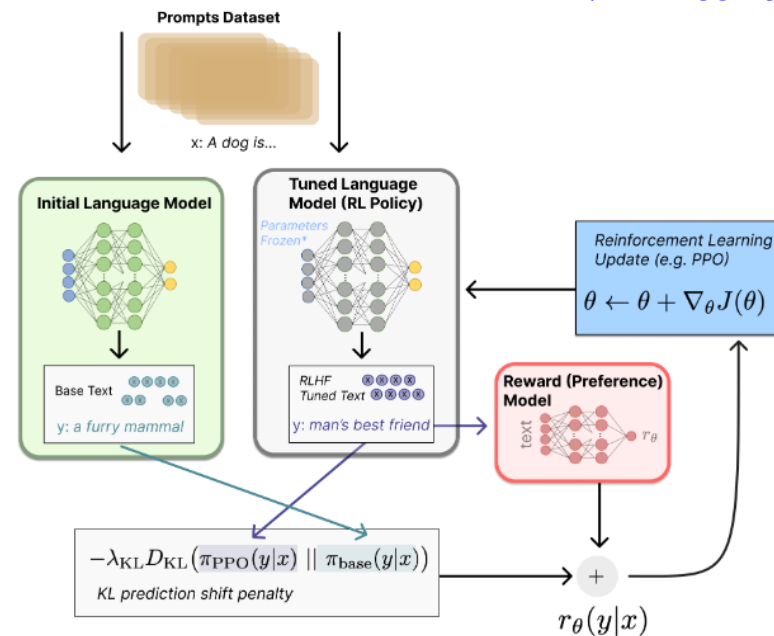 Prompts Dataset
x: A dog is...
Initial Language Model
Tuned Language
Model (RL Policy)
Parameters
Frozen*
Reinforcement Learning
Update (e.g. PPO)
θ ← θ + ∇θJ(θ)
Base Text
x x x x
x x x x
y: a furry mammal
RLHF
Tuned Text
x x x x
x x x x
y: man's best friend
Reward (Preference)
Model
text
rθ
−λKL DKL(πPPO(y|x) || πbase(y|x))
KL prediction shift penalty
+
rθ(y|x)